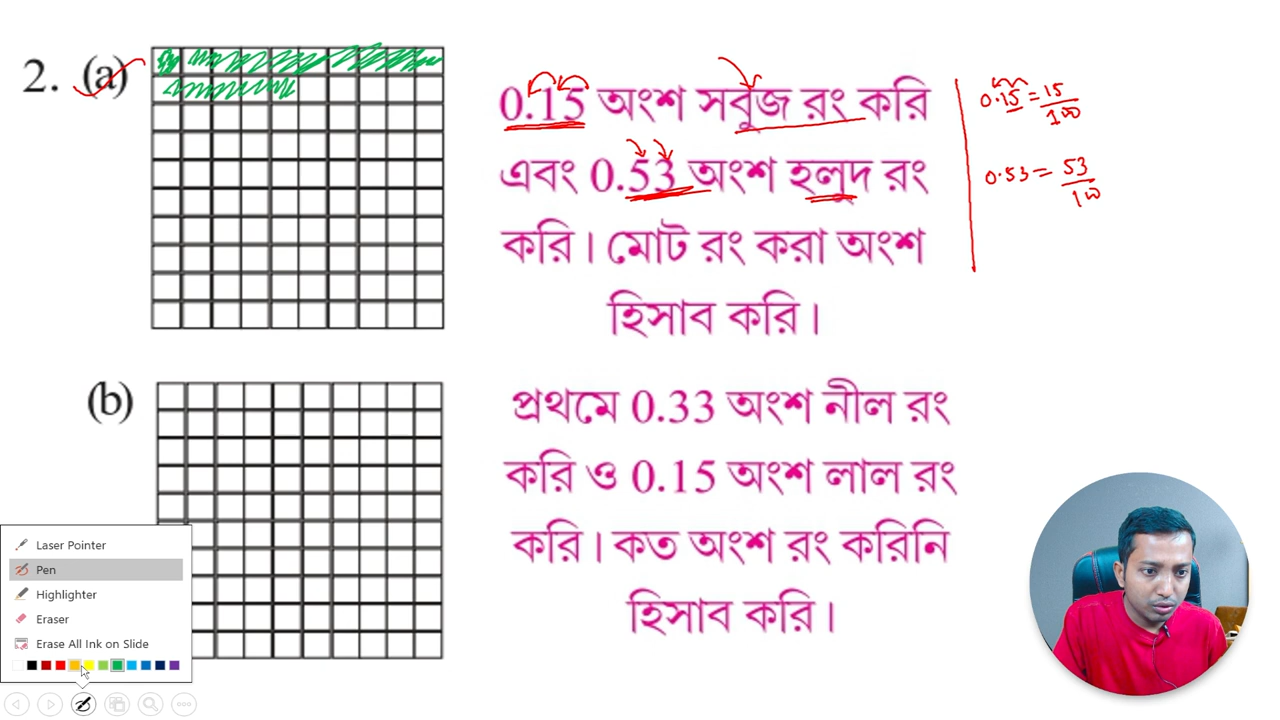 2. (a)
0.15 অংশ সবুজ রং করি
এবং 0.53 অংশ হলুদ রং
করি। মোট রং করা অংশ
হিসাব করি।
0.15 = 15/100
0.53 = 53/100
(b)
প্রথমে 0.33 অংশ নীল রং
করি ও 0.15 অংশ লাল রং
করি। কত অংশ রং করিনি
হিসাব করি।
Laser Pointer
Pen
Highlighter
Eraser
Erase All Ink on Slide